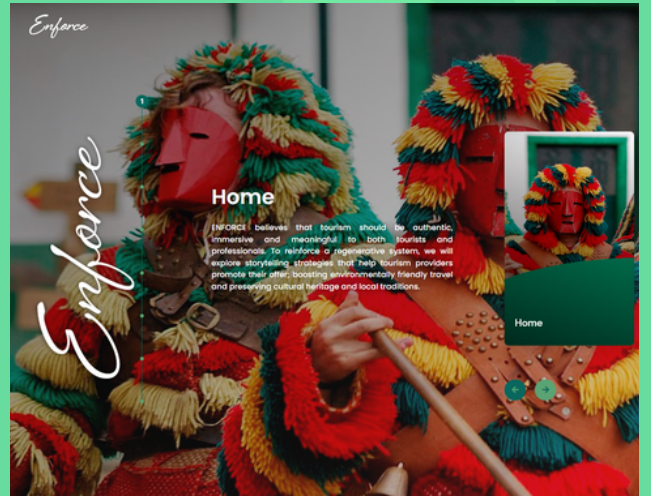 Enforce
1
Enforce
Home
ENFORCE believes that tourism should be authentic,
immersive and meaningful to both tourists and
professionals. To reinforce a regenerative system, we will
explore storytelling strategies that help tourism providers
promote their offer; boosting environmentally friendly travel
and preserving cultural heritage and local traditions.
Home